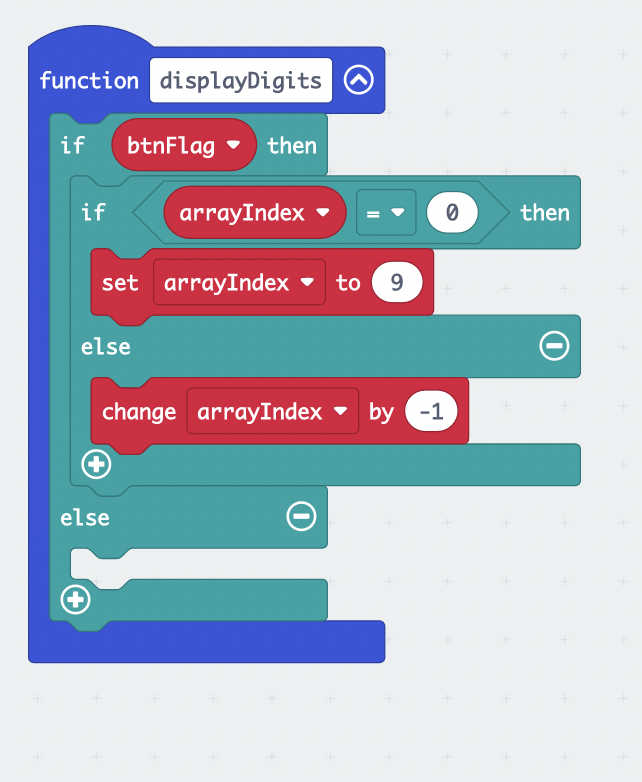 function displayDigits
if btnFlag then
if arrayIndex = 0 then
set arrayIndex to 9
else
change arrayIndex by -1
else